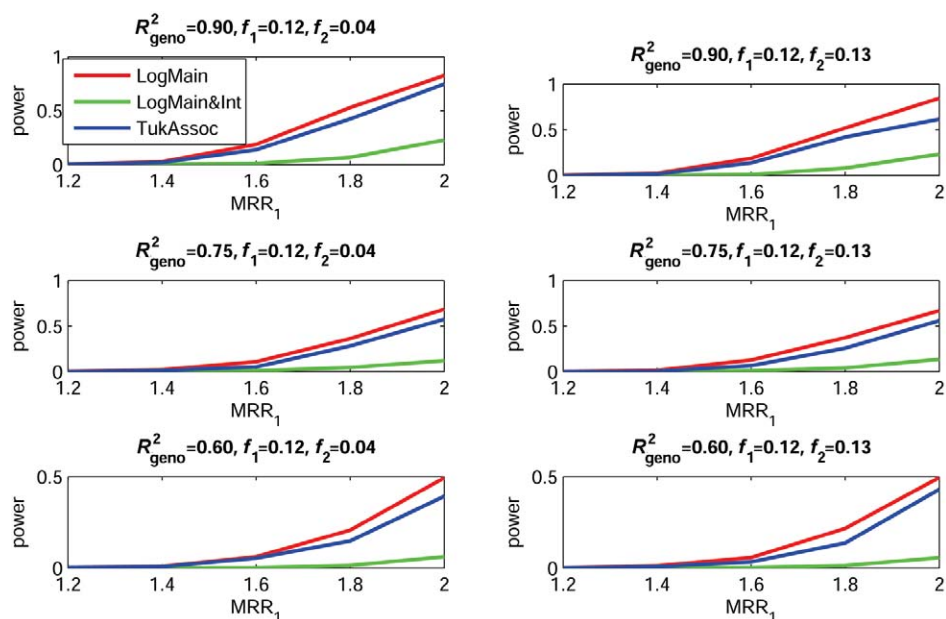 R²geno=0.90, f1=0.12, f2=0.04
1
0.5
0
power
LogMain
LogMain&Int
TukAssoc
1.2 1.4 1.6 1.8 2
MRR1
R²geno=0.90, f1=0.12, f2=0.13
1
0.5
0
power
1.2 1.4 1.6 1.8 2
MRR1
R²geno=0.75, f1=0.12, f2=0.04
1
0.5
0
power
1.2 1.4 1.6 1.8 2
MRR1
R²geno=0.75, f1=0.12, f2=0.13
1
0.5
0
power
1.2 1.4 1.6 1.8 2
MRR1
R²geno=0.60, f1=0.12, f2=0.04
0.5
0
power
1.2 1.4 1.6 1.8 2
MRR1
R²geno=0.60, f1=0.12, f2=0.13
0.5
0
power
1.2 1.4 1.6 1.8 2
MRR1